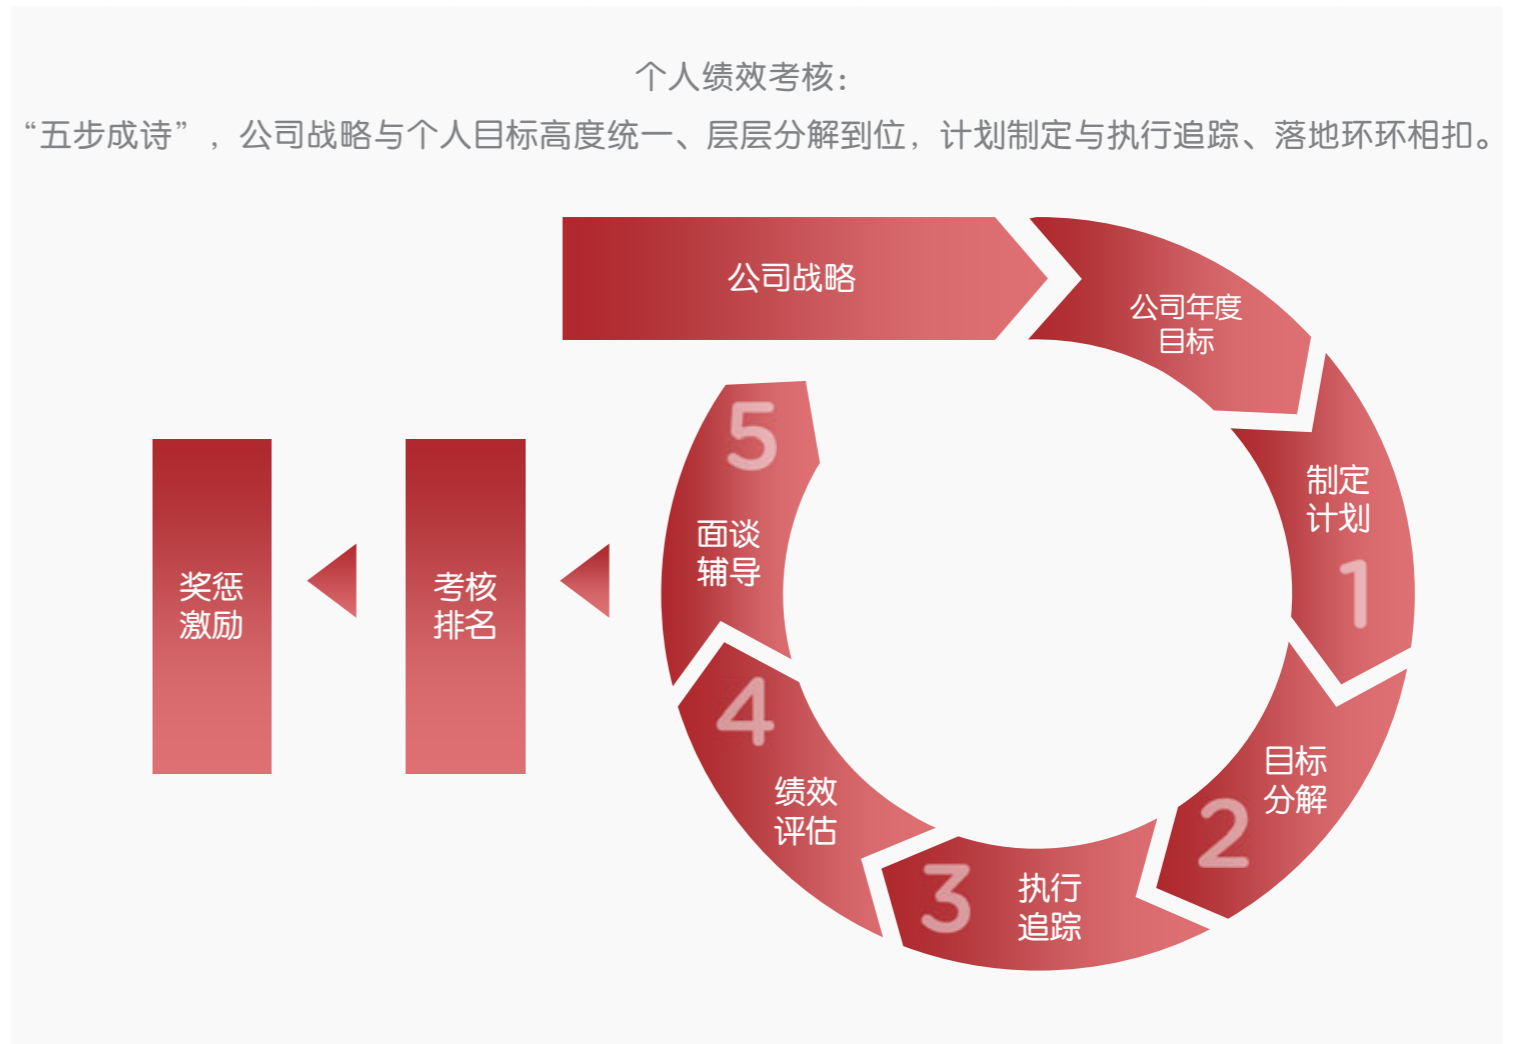 个人绩效考核：
“五步成诗”，公司战略与个人目标高度统一、层层分解到位，计划制定与执行追踪、落地环环相扣。
公司战略
公司年度
目标
制定
计划
1
目标
分解
2
执行
追踪
3
绩效
评估
4
面谈
辅导
5
考核
排名
奖惩
激励